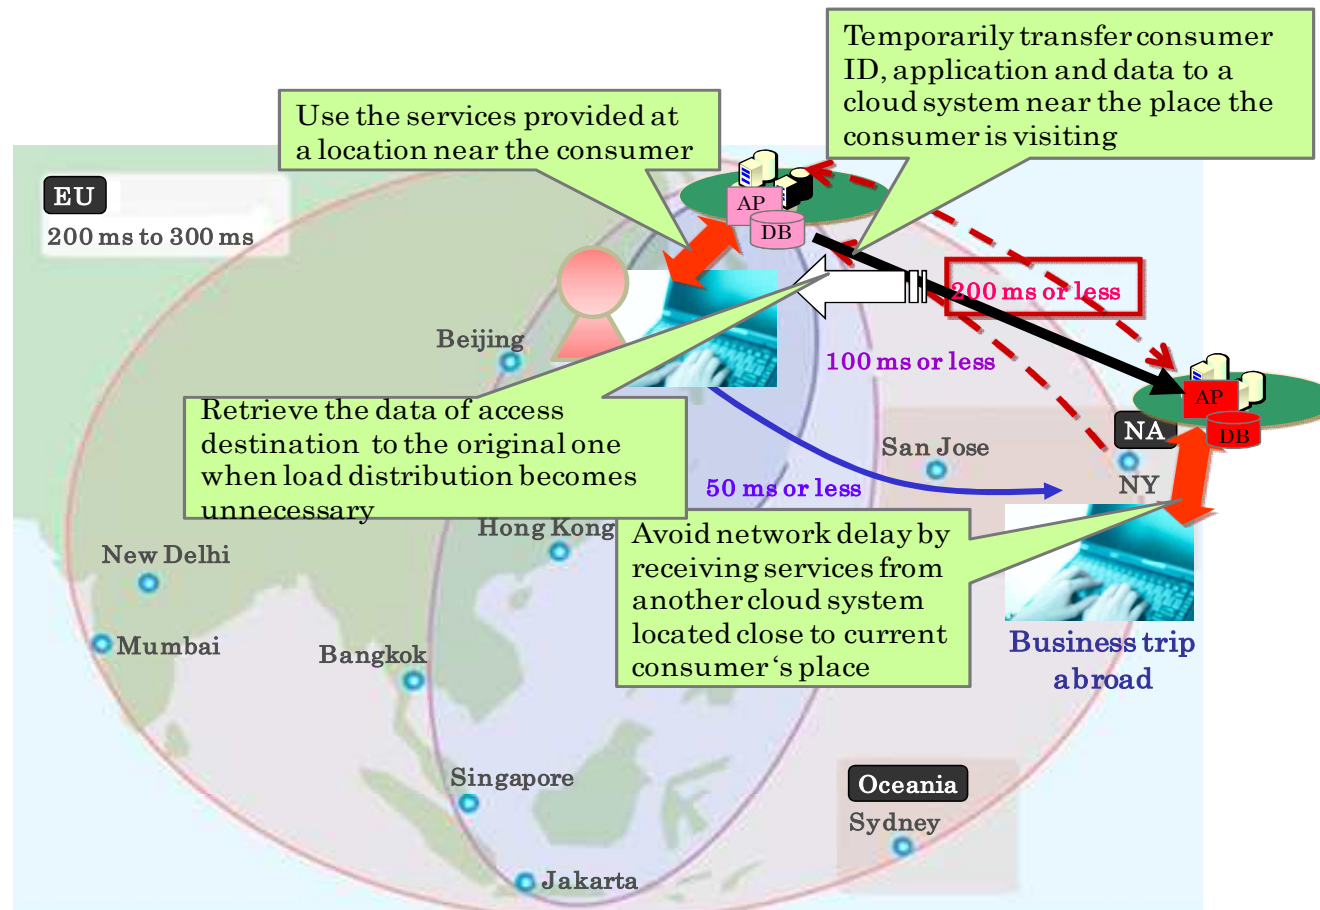 Temporarily transfer consumer
ID, application and data to a
cloud system near the place the
consumer is visiting
Use the services provided at
a location near the consumer
EU
200 ms to 300 ms
AP
DB
200 ms or less
Beijing
100 ms or less
AP
DB
Retrieve the data of access
destination to the original one
when load distribution becomes
unnecessary
NA
San Jose
NY
50 ms or less
Hong Kong
Avoid network delay by
receiving services from
another cloud system
located close to current
consumer‘s place
New Delhi
Mumbai
Bangkok
Business trip
abroad
Singapore
Oceania
Sydney
Jakarta